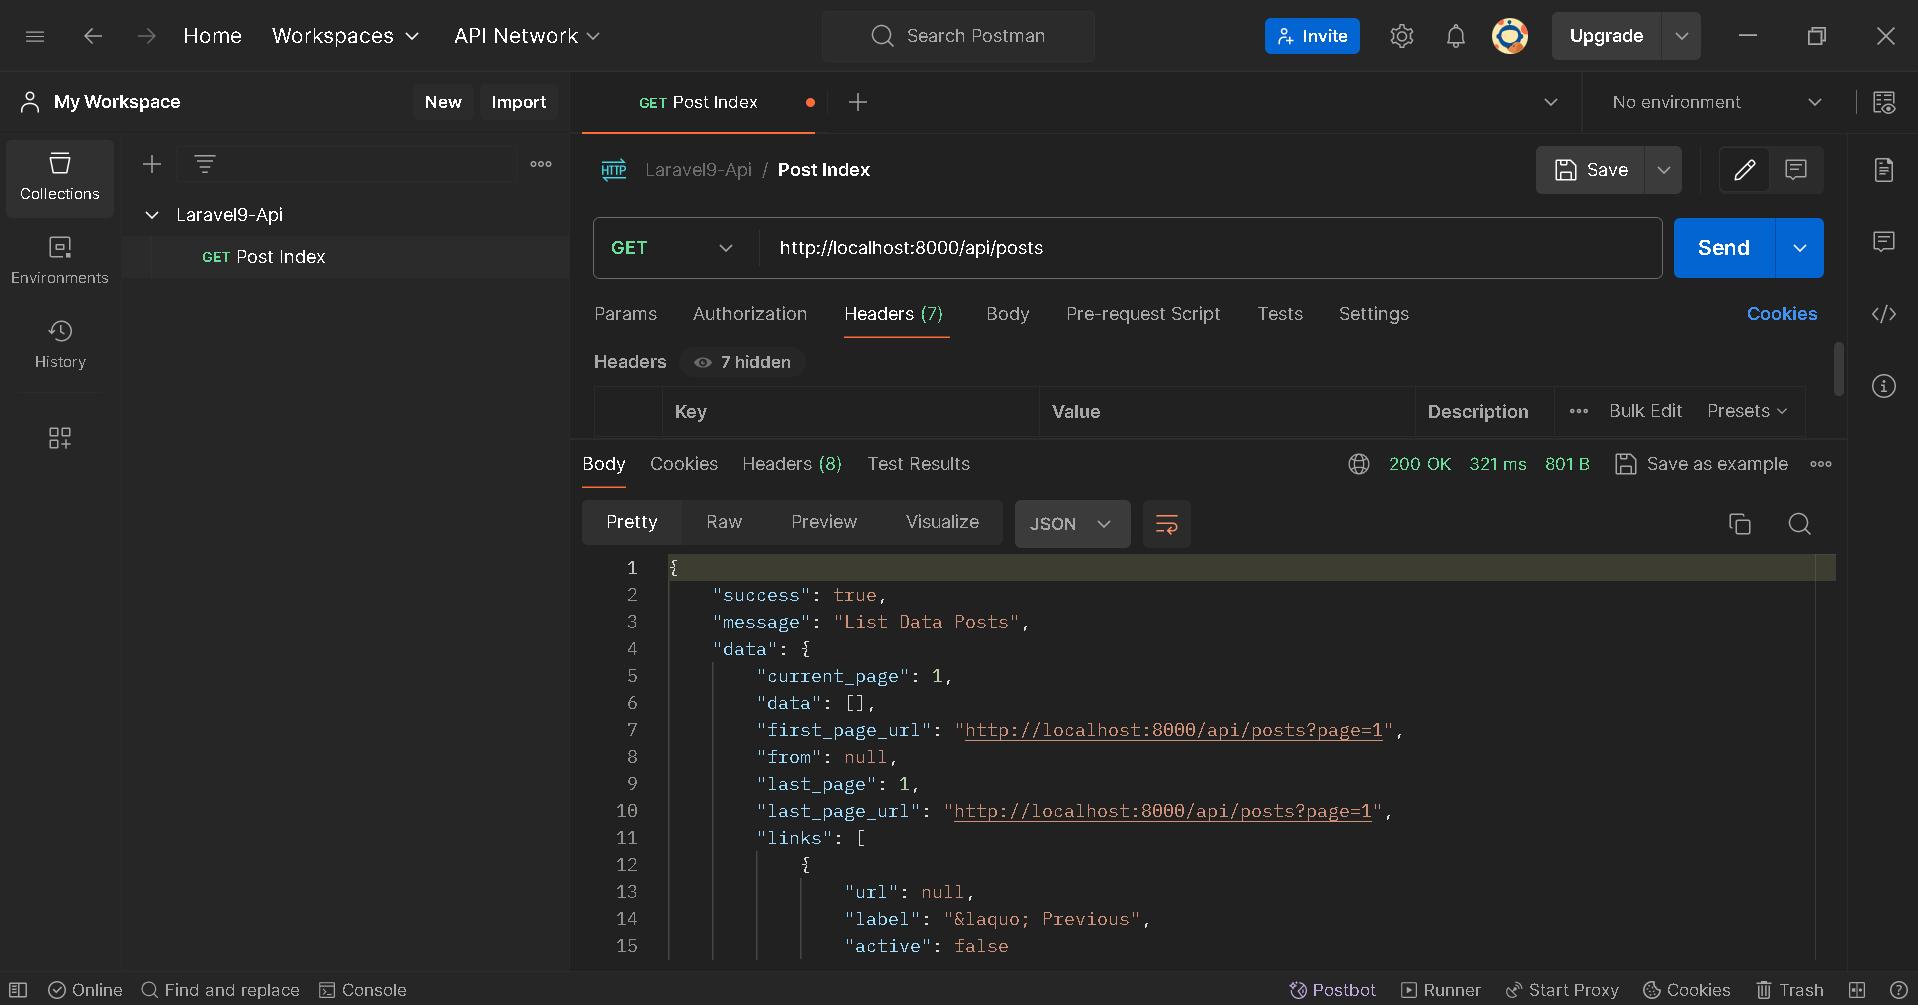 Home Workspaces API Network Search Postman Invite Upgrade
My Workspace New Import GET Post Index No environment
Collections
Environments
History
Laravel9-Api
GET Post Index
HTTP Laravel9-Api / Post Index Save
GET http://localhost:8000/api/posts Send
Params Authorization Headers (7) Body Pre-request Script Tests Settings Cookies
Headers 7 hidden
Key Value Description Bulk Edit Presets
Body Cookies Headers (8) Test Results 200 OK 321 ms 801 B Save as example
Pretty Raw Preview Visualize JSON
1 {
2 "success": true,
3 "message": "List Data Posts",
4 "data": {
5 "current_page": 1,
6 "data": [],
7 "first_page_url": "http://localhost:8000/api/posts?page=1",
8 "from": null,
9 "last_page": 1,
10 "last_page_url": "http://localhost:8000/api/posts?page=1",
11 "links": [
12 {
13 "url": null,
14 "label": "&laquo; Previous",
15 "active": false
Online Find and replace Console Postbot Runner Start Proxy Cookies Trash